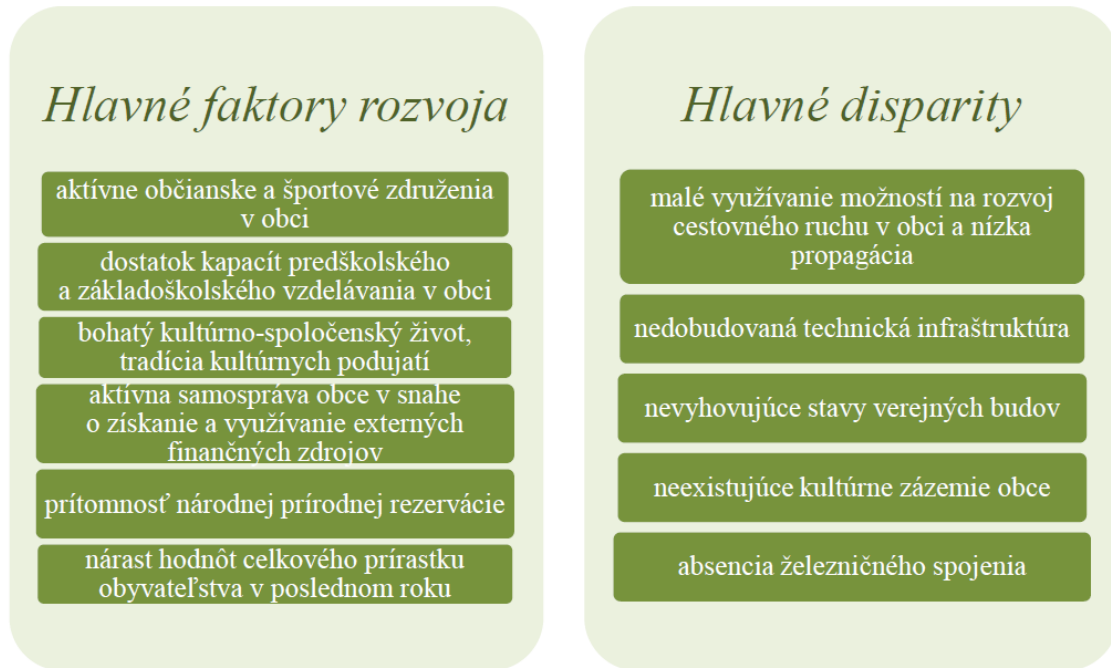 Hlavné faktory rozvoja
aktívne občianske a športové združenia
v obci
dostatok kapacít predškolského
a základoškolského vzdelávania v obci
bohatý kultúrno-spoločenský život,
tradícia kultúrnych podujatí
aktívna samospráva obce v snahe
o získanie a využívanie externých
finančných zdrojov
prítomnosť národnej prírodnej rezervácie
nárast hodnôt celkového prírastku
obyvateľstva v poslednom roku
Hlavné disparity
malé využívanie možností na rozvoj
cestovného ruchu v obci a nízka
propagácia
nedobudovaná technická infraštruktúra
nevyhovujúce stavy verejných budov
neexistujúce kultúrne zázemie obce
absencia železničného spojenia